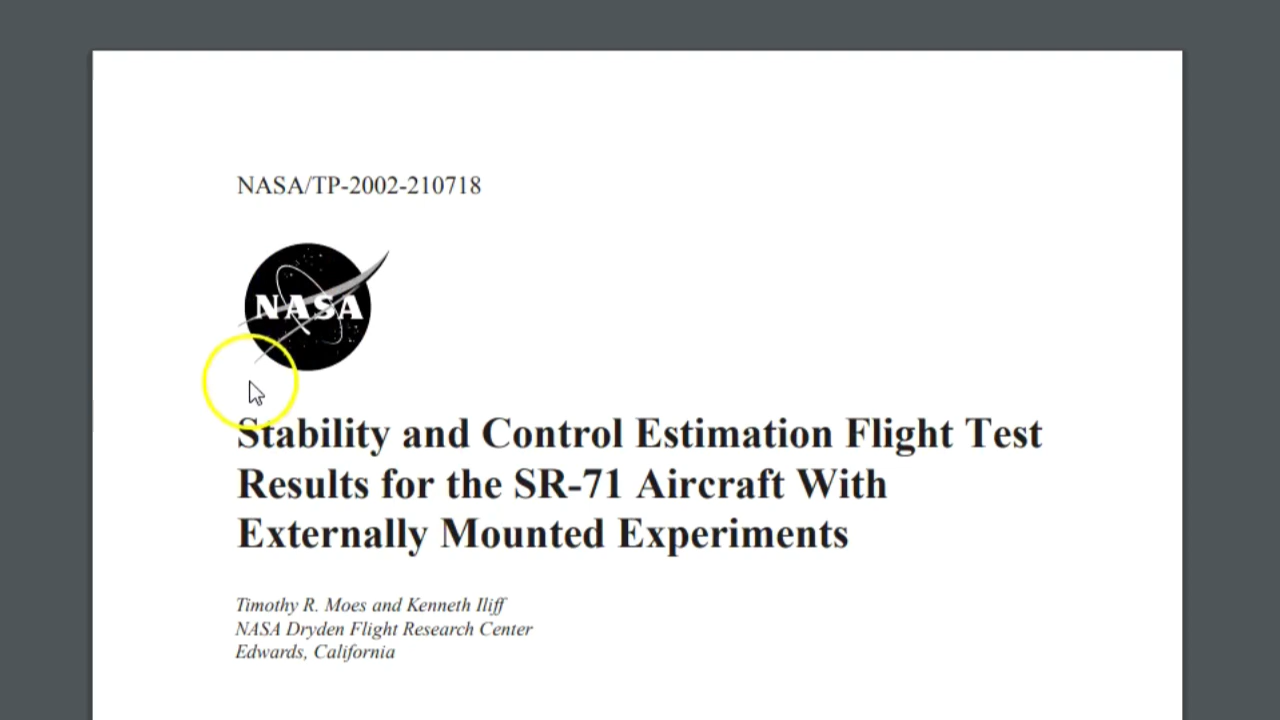 NASA/TP-2002-210718
NASA
Stability and Control Estimation Flight Test
Results for the SR-71 Aircraft With
Externally Mounted Experiments
Timothy R. Moes and Kenneth Iliff
NASA Dryden Flight Research Center
Edwards, California